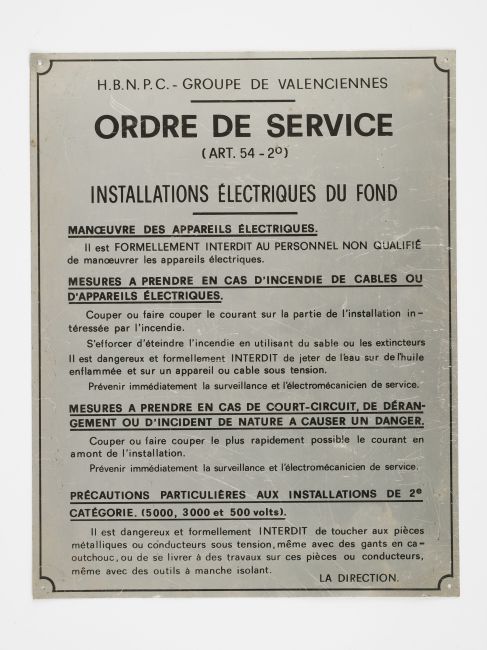 H.B.N.P.C. - GROUPE DE VALENCIENNES
ORDRE DE SERVICE
(ART. 54 - 2º)
INSTALLATIONS ÉLECTRIQUES DU FOND
MANŒUVRE DES APPAREILS ÉLECTRIQUES.
Il est FORMELLEMENT INTERDIT AU PERSONNEL NON QUALIFIÉ
de manœuvrer les appareils électriques.
MESURES A PRENDRE EN CAS D'INCENDIE DE CABLES OU
D'APPAREILS ÉLECTRIQUES.
Couper ou faire couper le courant sur la partie de l'installation in-
téressée par l'incendie.
S'efforcer d'éteindre l'incendie en utilisant du sable ou les extincteurs
Il est dangereux et formellement INTERDIT de jeter de l'eau sur de l'huile
enflammée et sur un appareil ou cable sous tension.
Prévenir immédiatement la surveillance et l'électromécanicien de service.
MESURES A PRENDRE EN CAS DE COURT-CIRCUIT, DE DÉRAN-
GEMENT OU D'INCIDENT DE NATURE A CAUSER UN DANGER.
Couper ou faire couper le plus rapidement possible le courant en
amont de l'installation.
Prévenir immédiatement la surveillance et l'électromécanicien de service.
PRÉCAUTIONS PARTICULIÈRES AUX INSTALLATIONS DE 2e
CATÉGORIE. (5000, 3000 et 500 volts).
Il est dangereux et formellement INTERDIT de toucher aux pièces
métalliques ou conducteurs sous tension, même avec des gants en ca-
outchouc, ou de se livrer à des travaux sur ces pièces ou conducteurs,
même avec des outils à manche isolant.
LA DIRECTION.